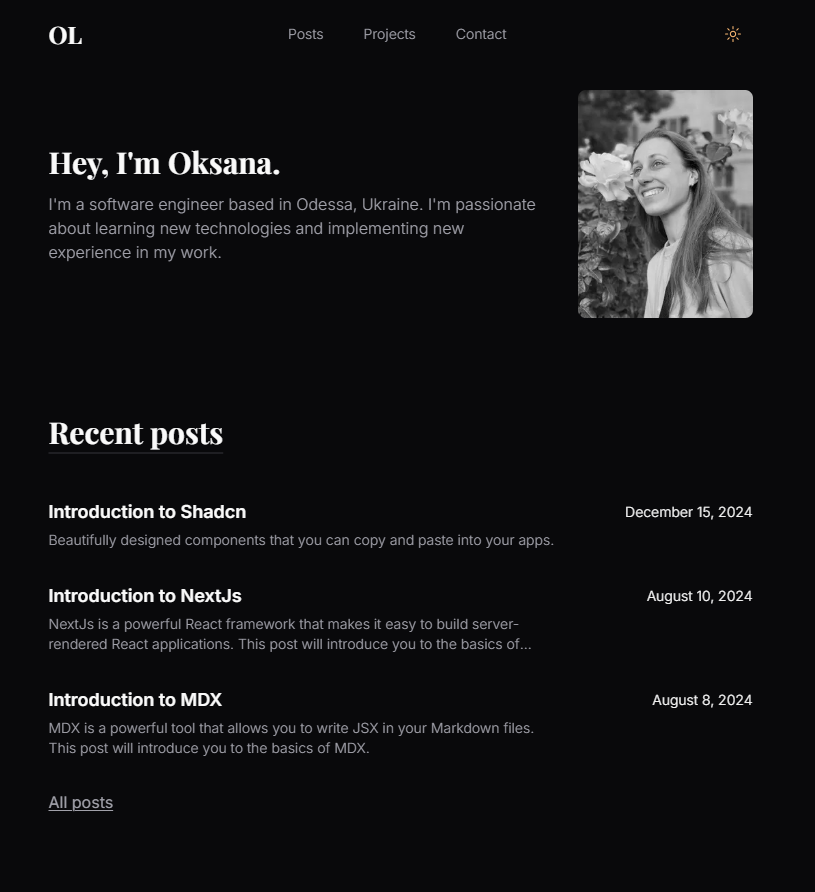 OL
Posts Projects Contact
Hey, I'm Oksana.
I'm a software engineer based in Odessa, Ukraine. I'm passionate
about learning new technologies and implementing new
experience in my work.
Recent posts
Introduction to Shadcn December 15, 2024
Beautifully designed components that you can copy and paste into your apps.
Introduction to NextJs August 10, 2024
NextJs is a powerful React framework that makes it easy to build server-
rendered React applications. This post will introduce you to the basics of...
Introduction to MDX August 8, 2024
MDX is a powerful tool that allows you to write JSX in your Markdown files.
This post will introduce you to the basics of MDX.
All posts